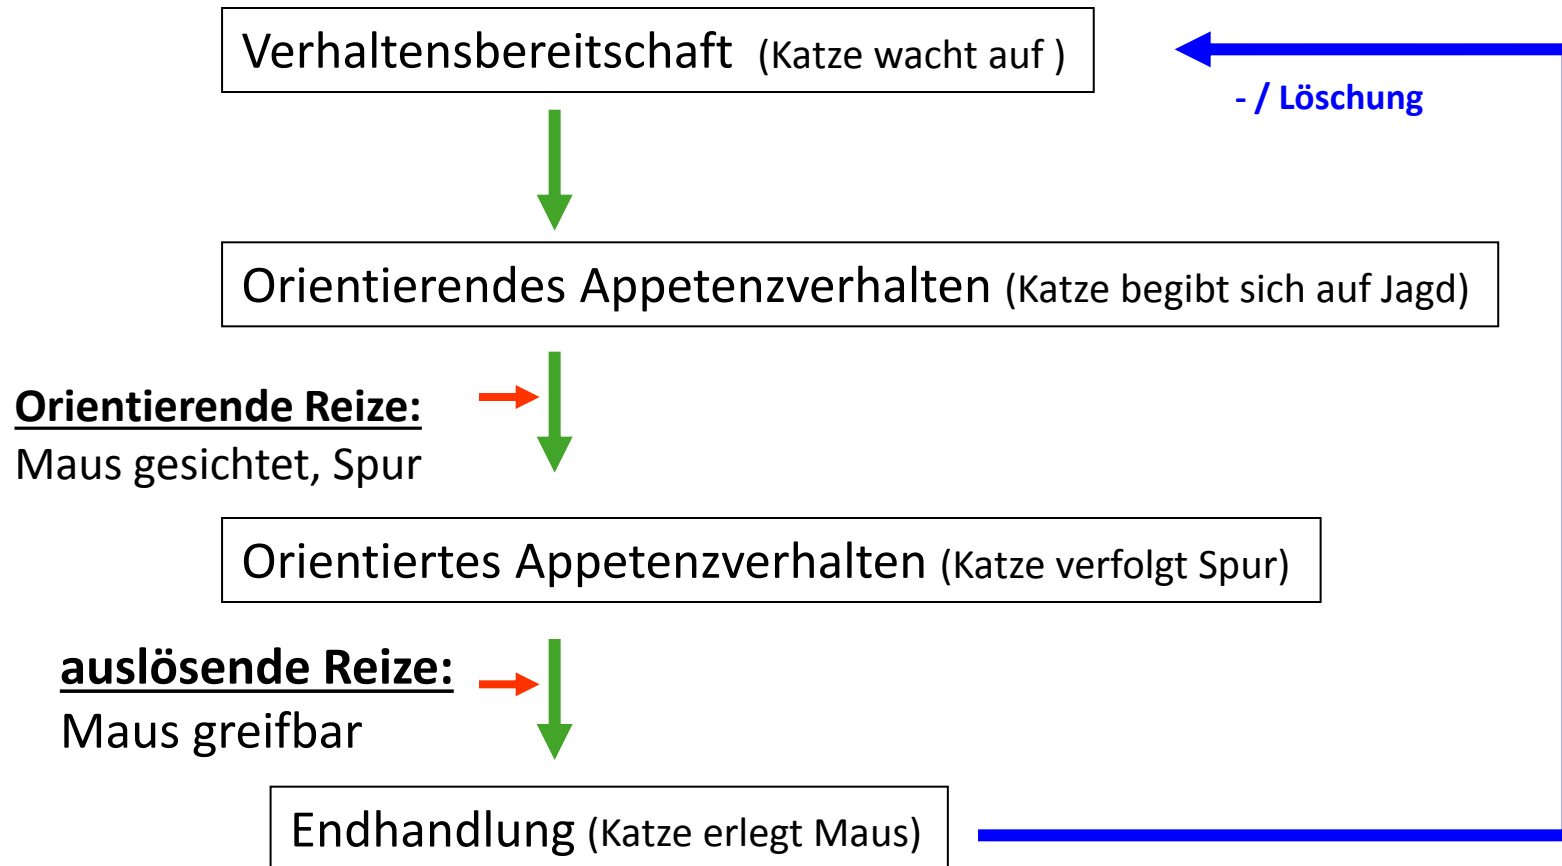 Verhaltensbereitschaft (Katze wacht auf )
- / Löschung
Orientierendes Appetenzverhalten (Katze begibt sich auf Jagd)
Orientierende Reize:
Maus gesichtet, Spur
Orientiertes Appetenzverhalten (Katze verfolgt Spur)
auslösende Reize:
Maus greifbar
Endhandlung (Katze erlegt Maus)